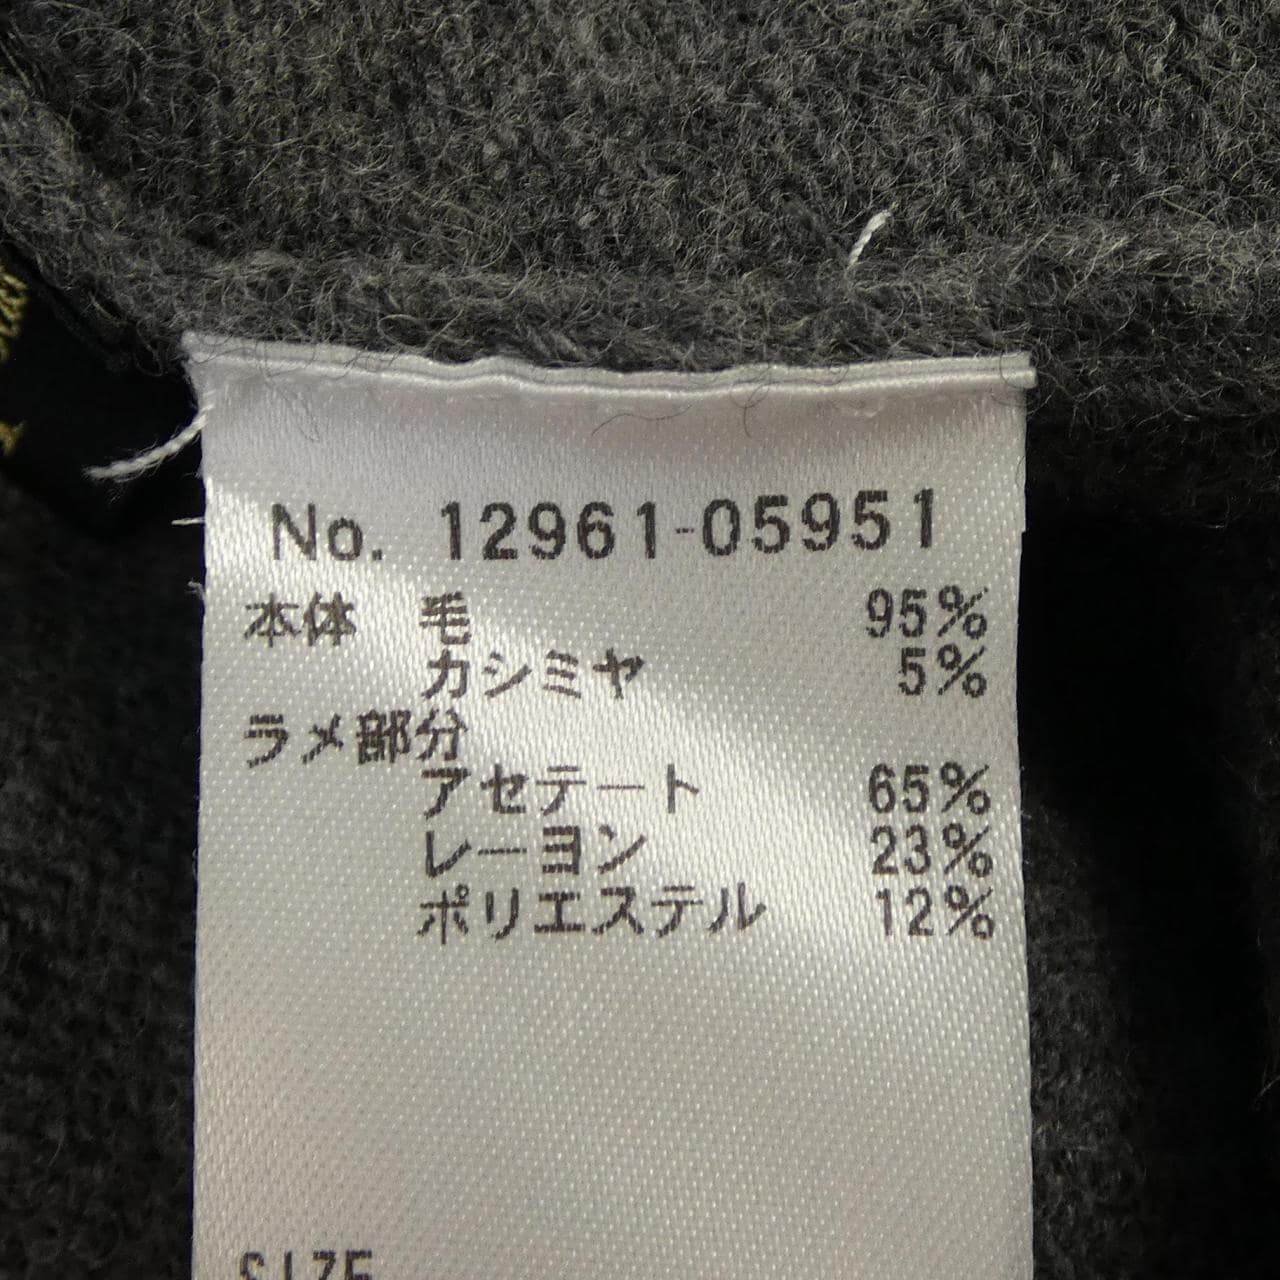 No. 12961-05951
本体 毛 95%
カシミヤ 5%
ラメ部分
アセテート 65%
レーヨン 23%
ポリエステル 12%
SIZE